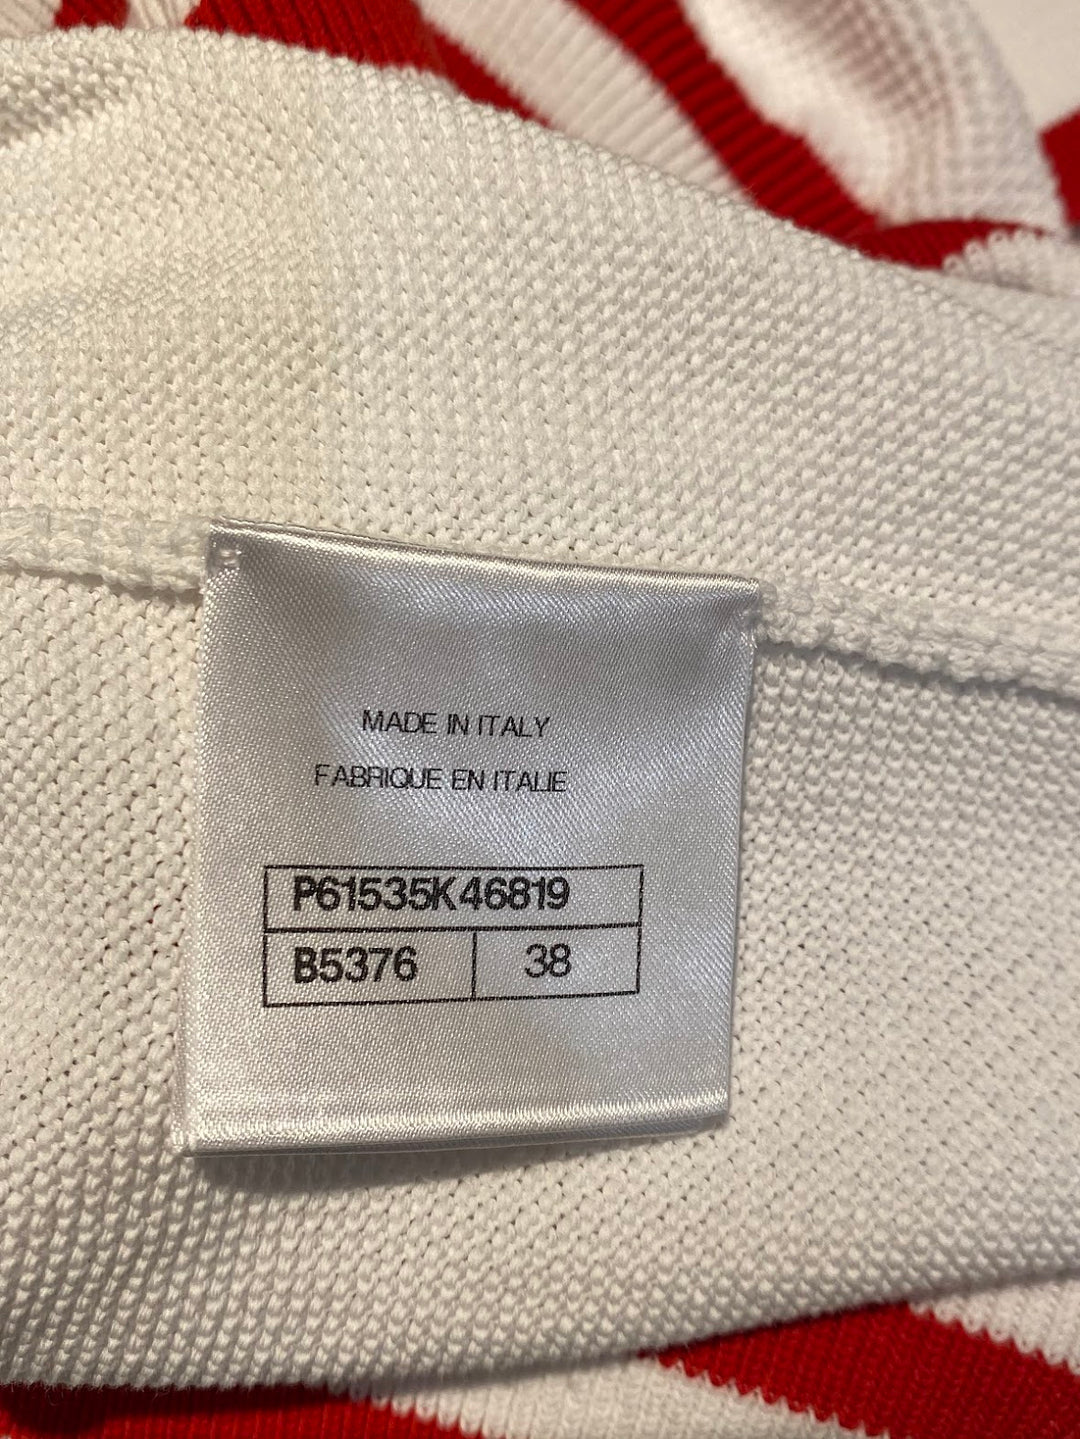 MADE IN ITALY
FABRIQUE EN ITALIE
P61535K46819
B5376 38